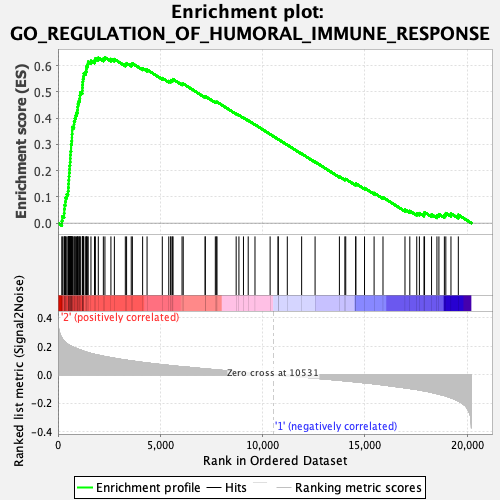 Enrichment plot:
GO_REGULATION_OF_HUMORAL_IMMUNE_RESPONSE
Enrichment score (ES)
0.6
0.5
0.4
0.3
0.2
0.1
0.0
'2' (positively correlated)
Ranked list metric (Signal2Noise)
0.4
0.2
0.0
-0.2
-0.4
Zero cross at 10531
'1' (negatively correlated)
0
5,000
10,000
15,000
20,000
Rank in Ordered Dataset
Enrichment profile
Hits
Ranking metric scores